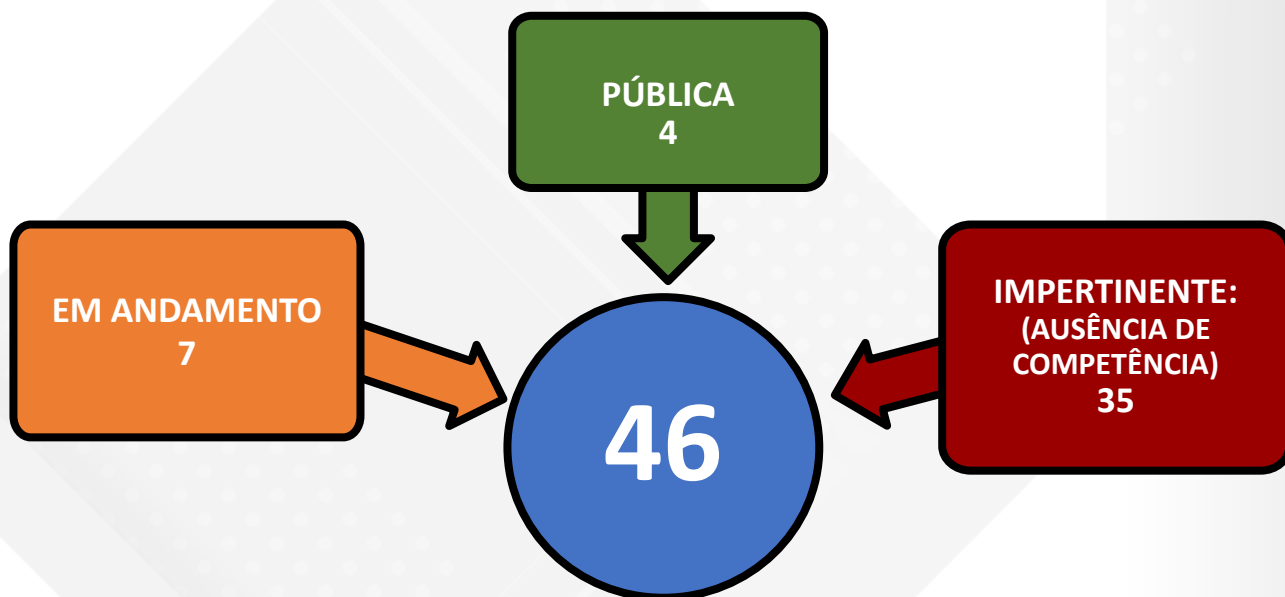 PÚBLICA
4
EM ANDAMENTO
7
IMPERTINENTE:
(AUSÊNCIA DE
COMPETÊNCIA)
35
46